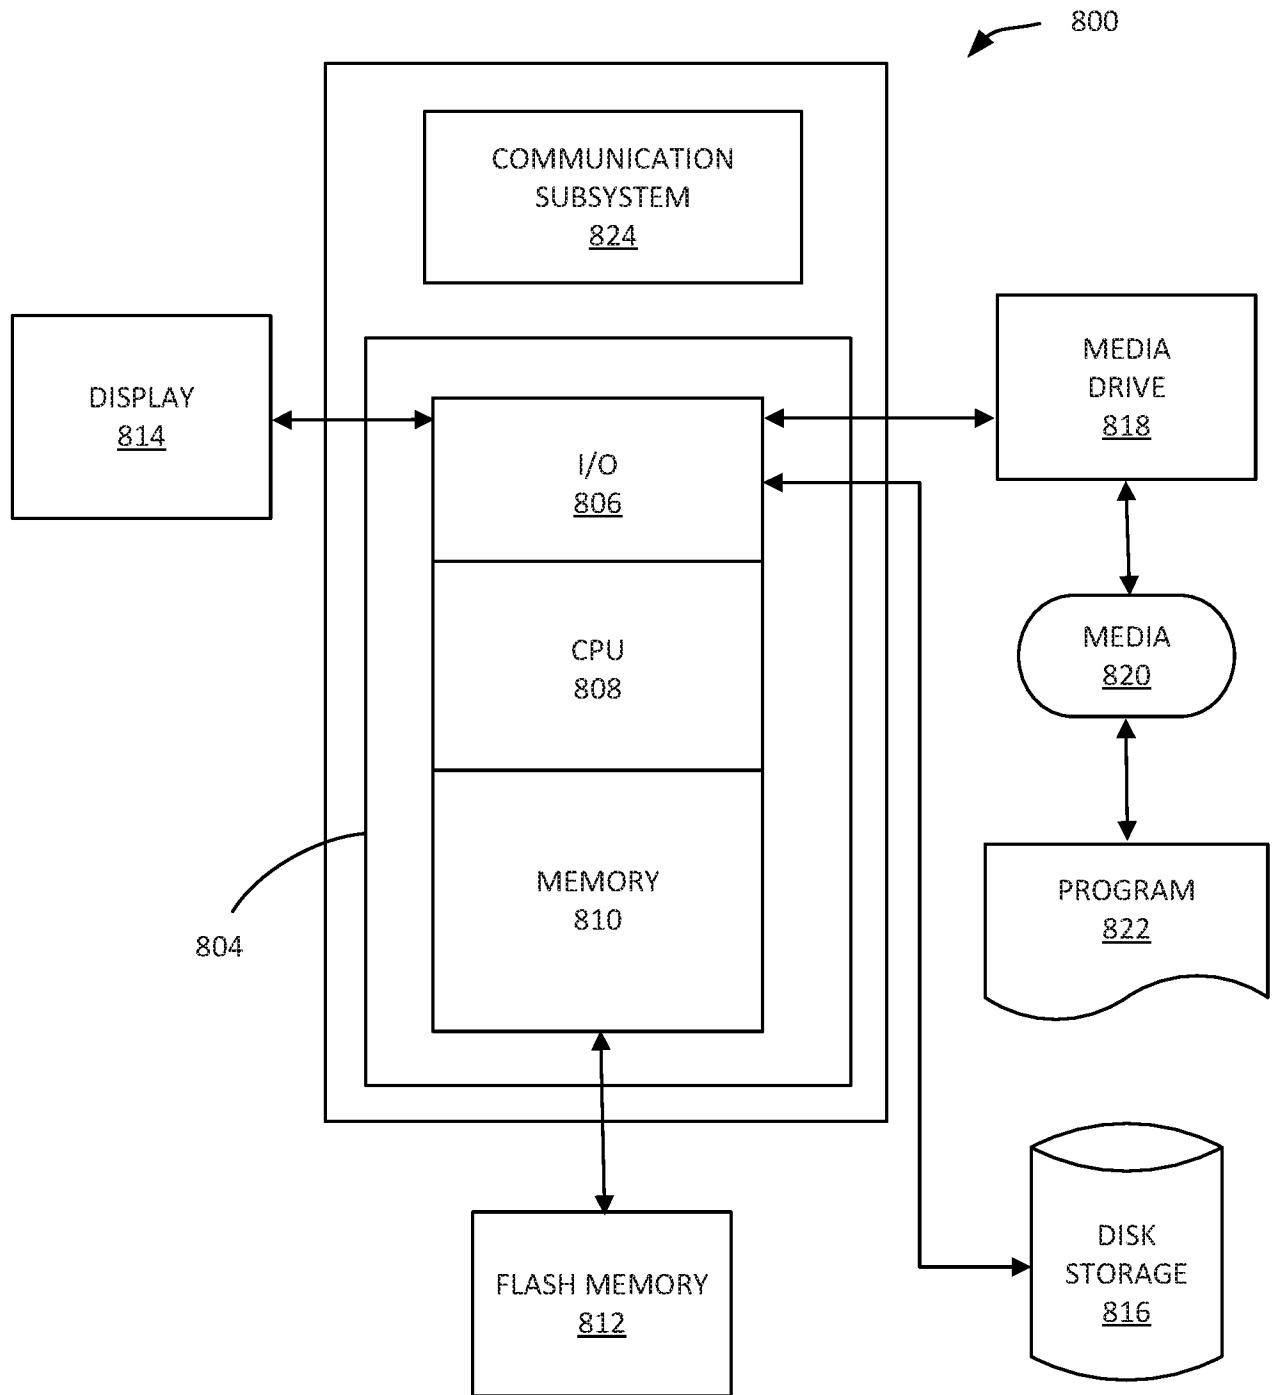 800
COMMUNICATION
SUBSYSTEM
824
DISPLAY
814
MEDIA
DRIVE
818
I/O
806
CPU
808
MEDIA
820
MEMORY
810
804
PROGRAM
822
FLASH MEMORY
812
DISK
STORAGE
816